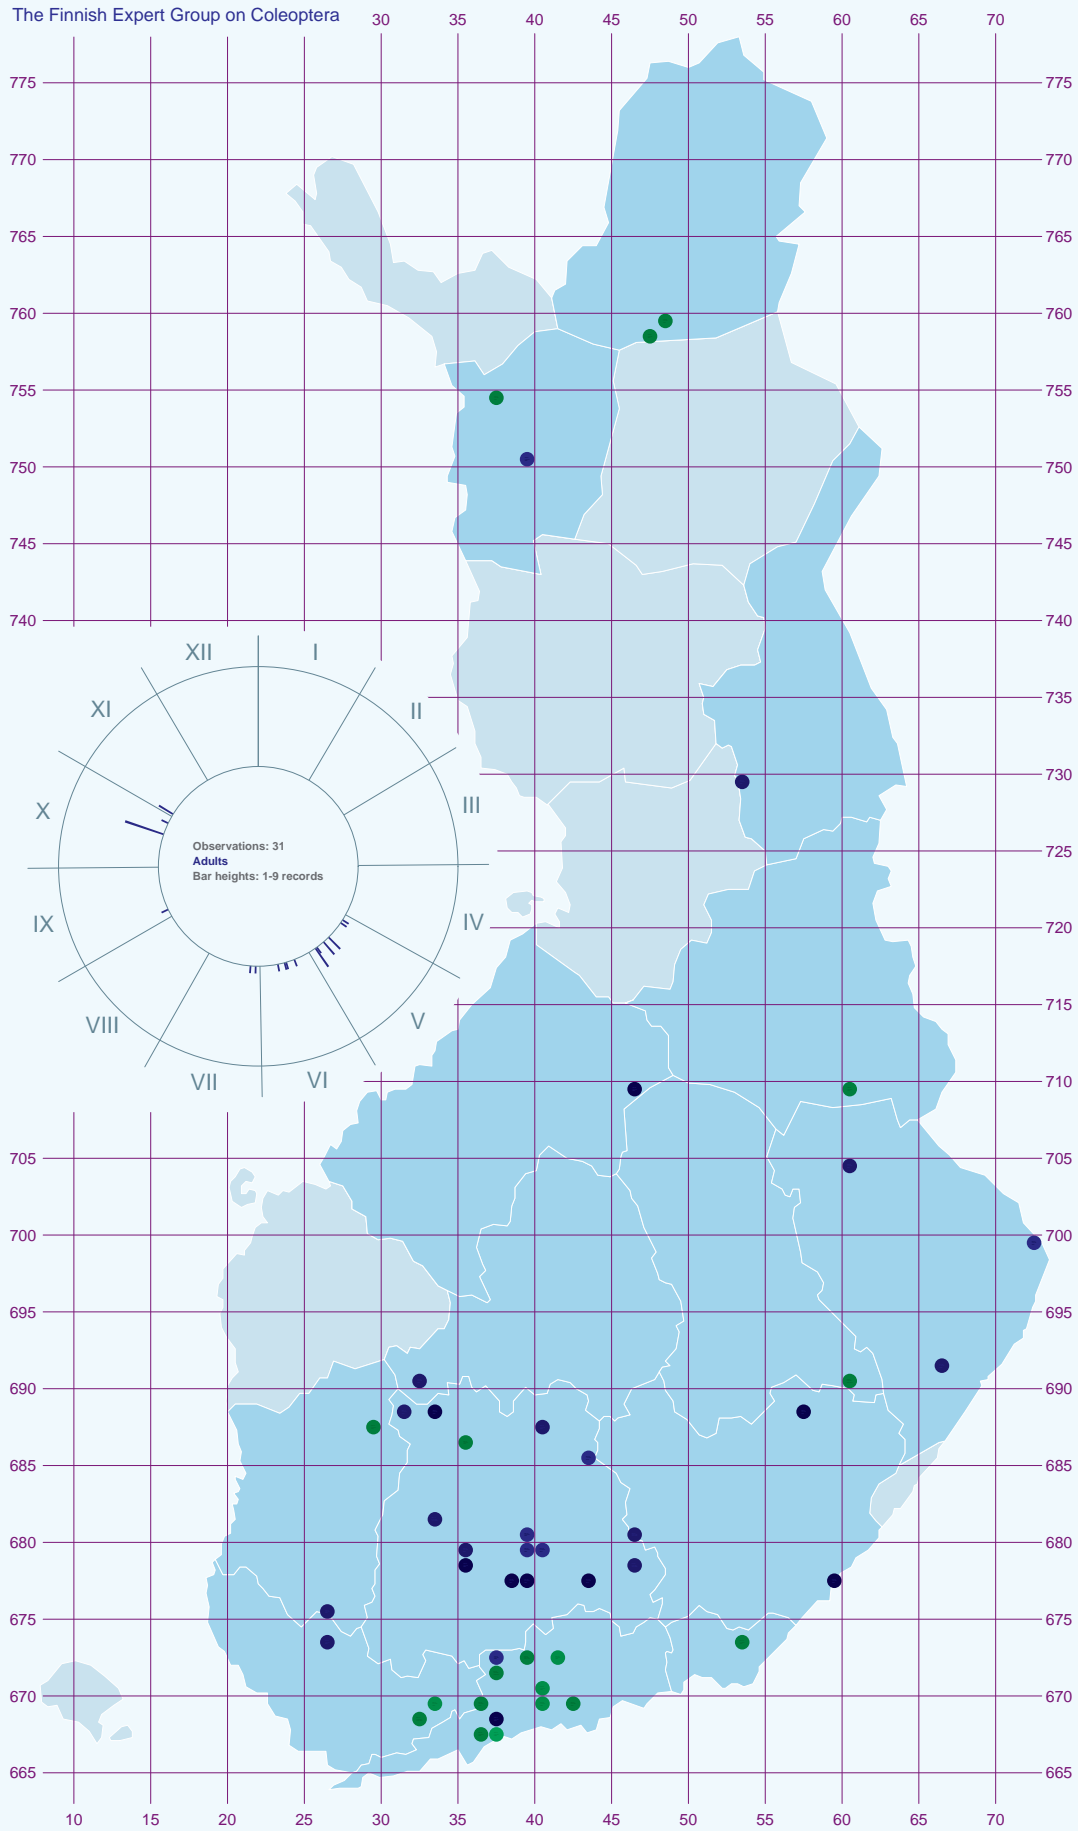 The Finnish Expert Group on Coleoptera
30 35 40 45 50 55 60 65 70
775 775
770 770
765 765
760 760
755 755
750 750
745 745
740 740
XII I
XI II
735
X III
730
Observations: 31
Adults
Bar heights: 1-9 records
725
IX IV
720
VIII V
715
VII VI
710
705 705
700 700
695 695
690 690
685 685
680 680
675 675
670 670
665 665
10 15 20 25 30 35 40 45 50 55 60 65 70